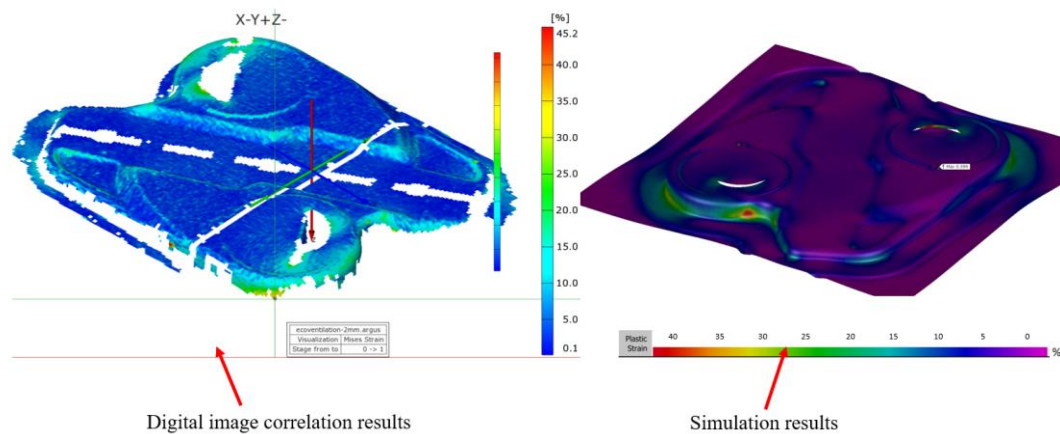 X-Y+Z-
[%]
45.2
40.0
35.0
30.0
25.0
20.0
15.0
10.0
5.0
0.1
ecoventilation-2mm.argus
Visualization Mises Strain
Stage from to 0 -> 1
Plastic Strain
40 35 30 25 20 15 10 5 0 %
Digital image correlation results
Simulation results